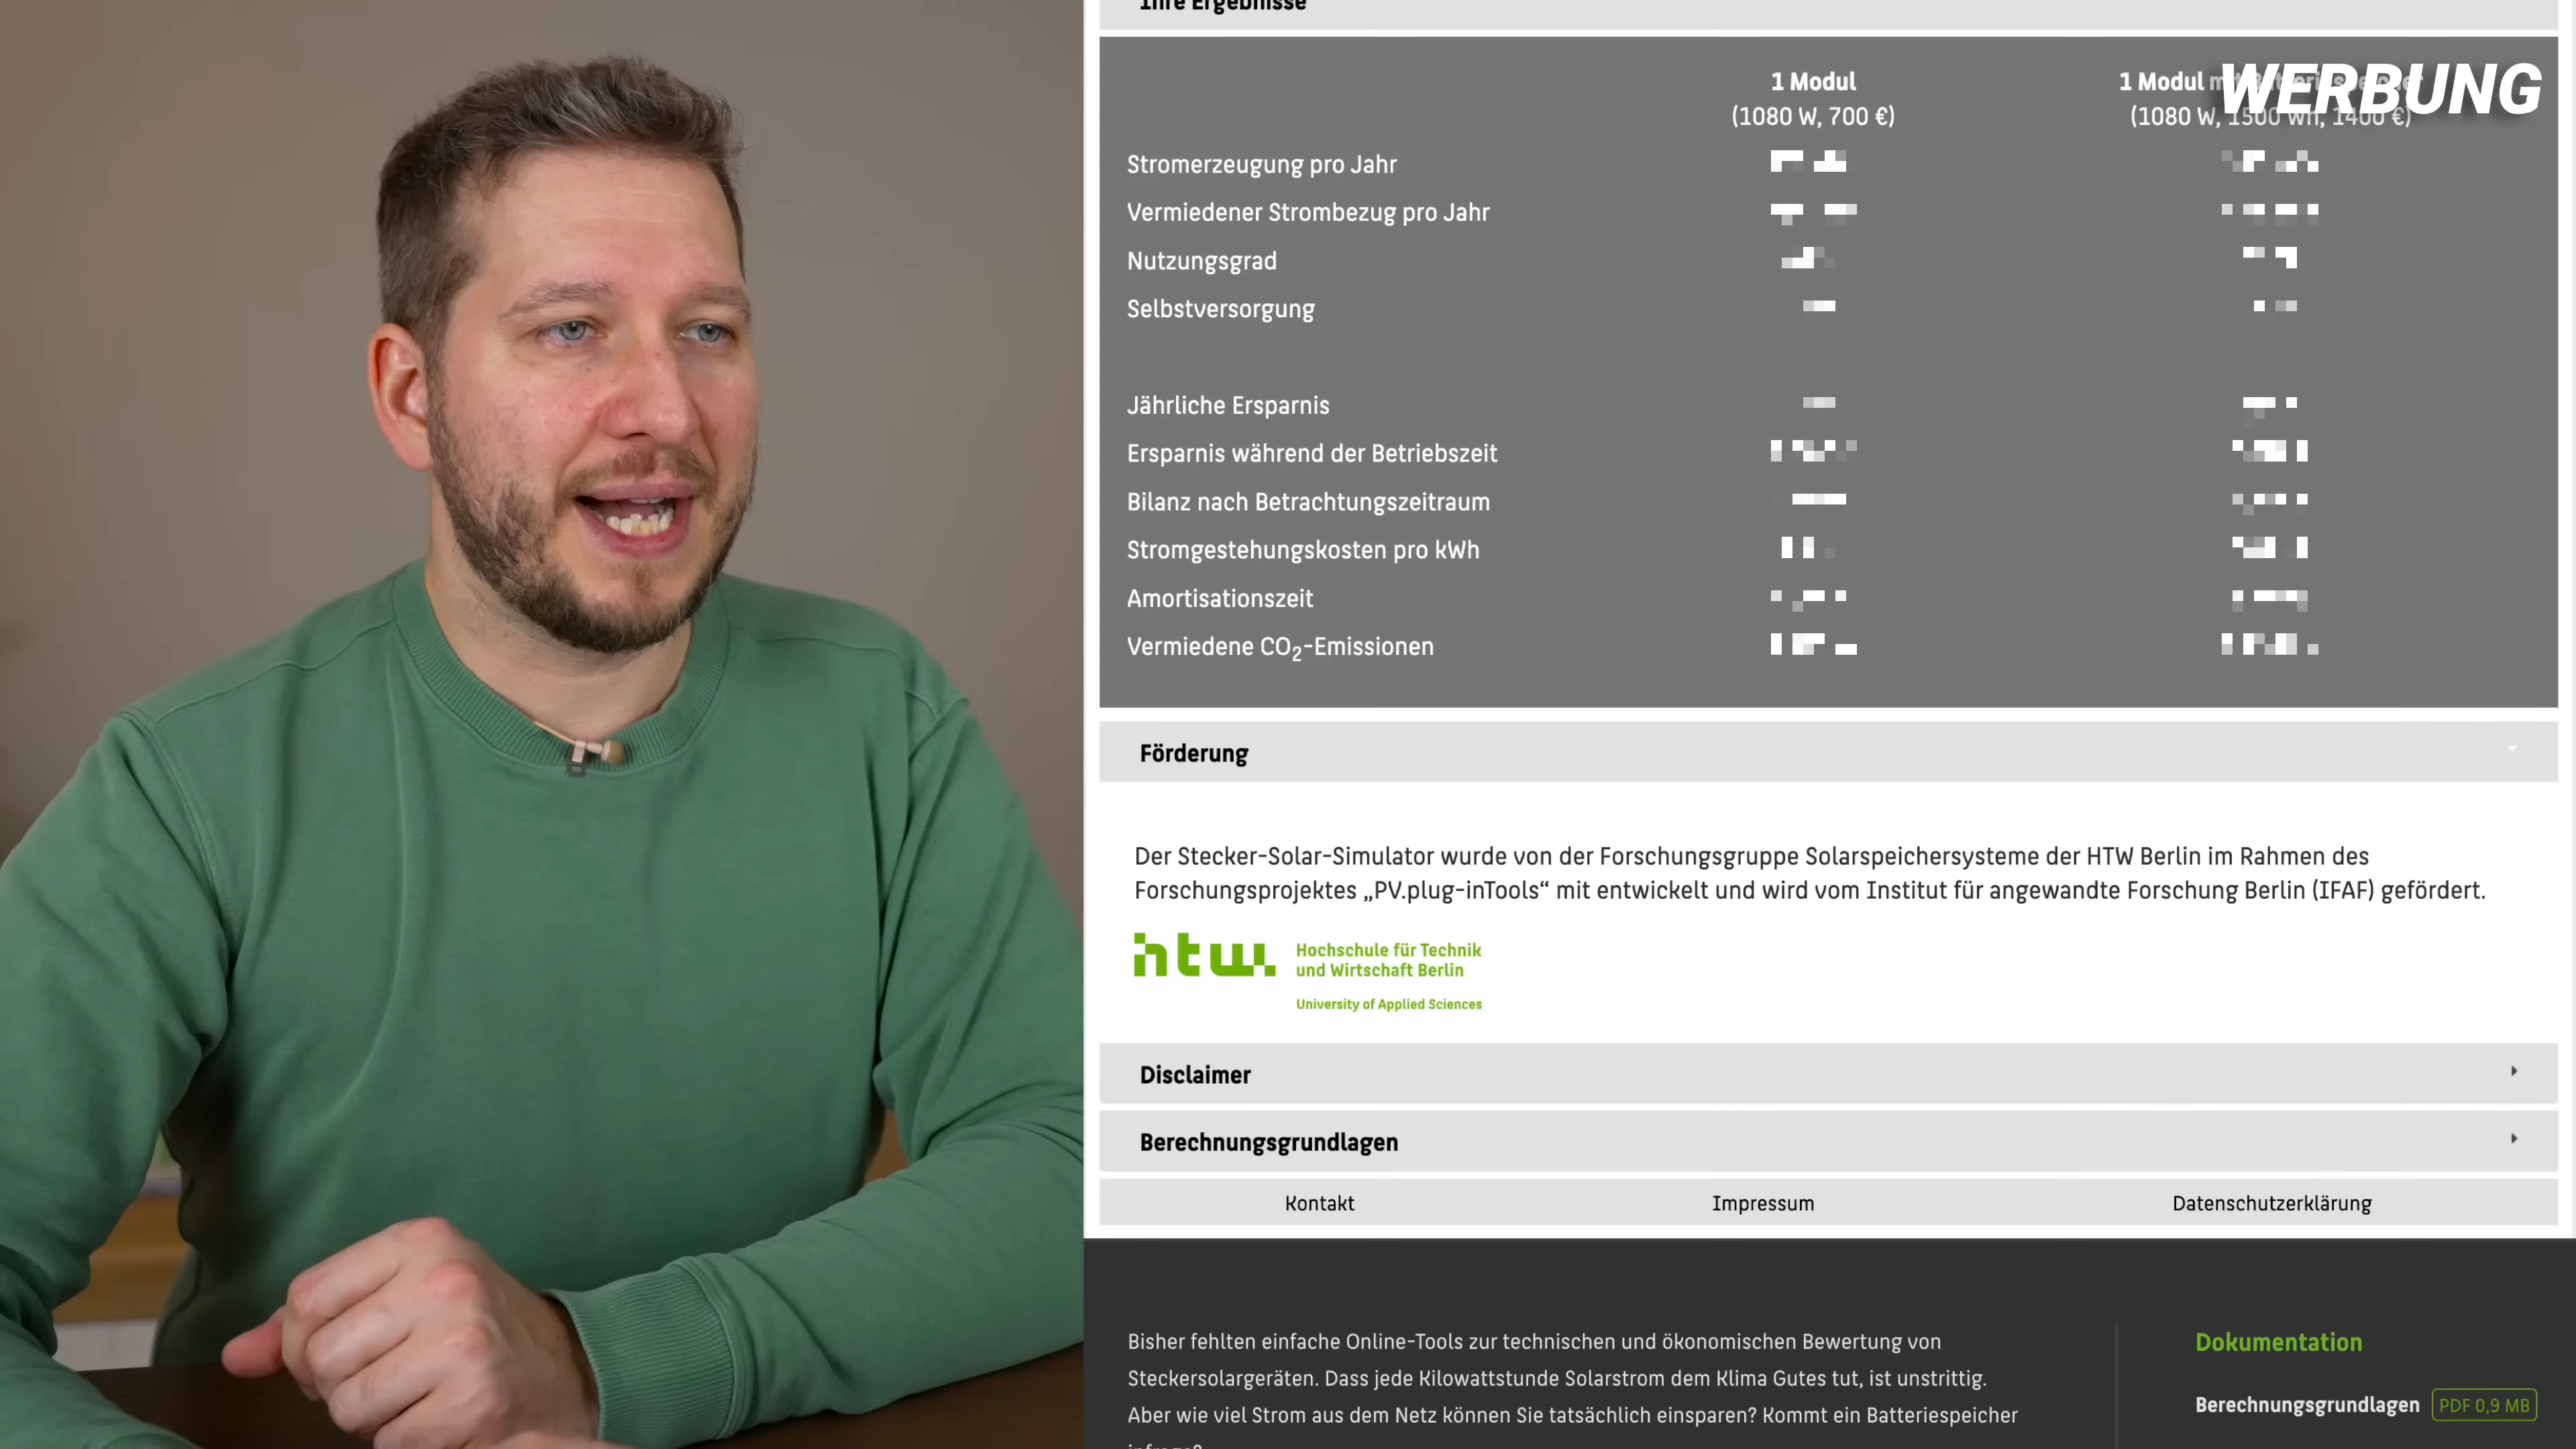 Ihre Ergebnisse
WERBUNG
1 Modul
(1080 W, 700 €)
1 Modul
(1080 W, 1500 Wh, 1400 €)
Stromerzeugung pro Jahr
Vermiedener Strombezug pro Jahr
Nutzungsgrad
Selbstversorgung
Jährliche Ersparnis
Ersparnis während der Betriebszeit
Bilanz nach Betrachtungszeitraum
Stromgestehungskosten pro kWh
Amortisationszeit
Vermiedene CO₂-Emissionen
Förderung
Der Stecker-Solar-Simulator wurde von der Forschungsgruppe Solarspeichersysteme der HTW Berlin im Rahmen des
Forschungsprojektes „PV.plug-inTools“ mit entwickelt und wird vom Institut für angewandte Forschung Berlin (IFAF) gefördert.
htw.
Hochschule für Technik
und Wirtschaft Berlin
University of Applied Sciences
Disclaimer
Berechnungsgrundlagen
Kontakt Impressum Datenschutzerklärung
Bisher fehlten einfache Online-Tools zur technischen und ökonomischen Bewertung von
Steckersolargeräten. Dass jede Kilowattstunde Solarstrom dem Klima Gutes tut, ist unstrittig.
Aber wie viel Strom aus dem Netz können Sie tatsächlich einsparen? Kommt ein Batteriespeicher
Dokumentation
Berechnungsgrundlagen PDF 0,9 MB